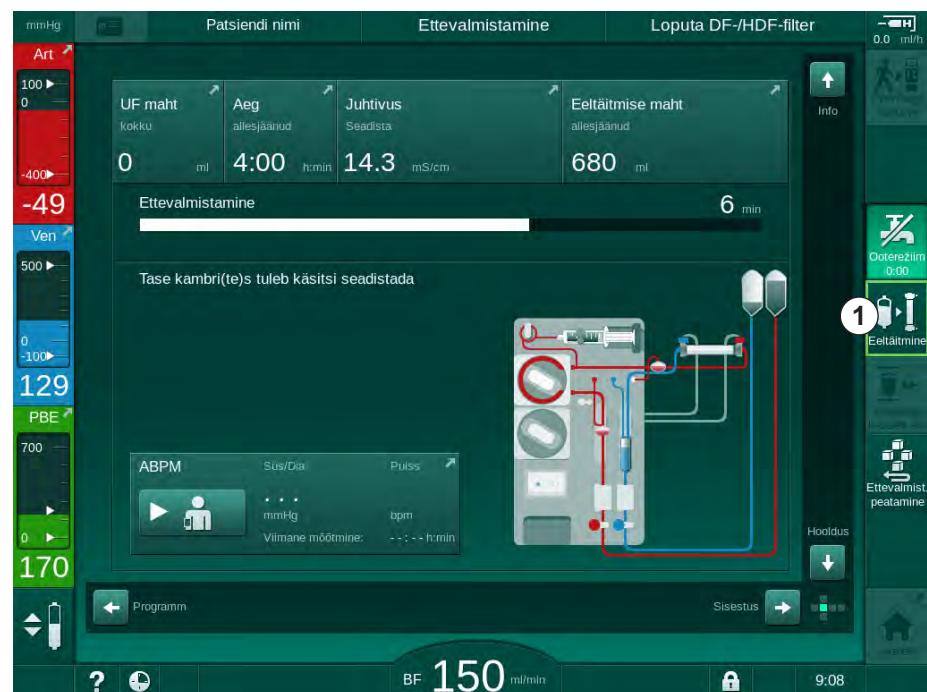 mmHg
Patsiendi nimi
Ettevalmistamine
Loputa DF-/HDF-filter
0.0 ml/h
Art
100
0
-400
-49
Ven
500
0
-100
129
PBE
700
0
170
UF maht
kokku
0 ml
Aeg
allesjäänud
4:00 h:min
Juhtivus
Seadista
14.3 mS/cm
Eeltäitmise maht
allesjäänud
680 ml
Info
Ettevalmistamine
6 min
Tase kambri(te)s tuleb käsitsi seadistada
ABPM
Süs/Dia
Pulss
. . .
mmHg
bpm
Viimane mõõtmine:
--:-- h:min
Hooldus
Programm
Sisestus
Ooterežiim
0:00
1
Eeltäitmine
Ettevalmist.
peatamine
?
BF 150 ml/min
9:08